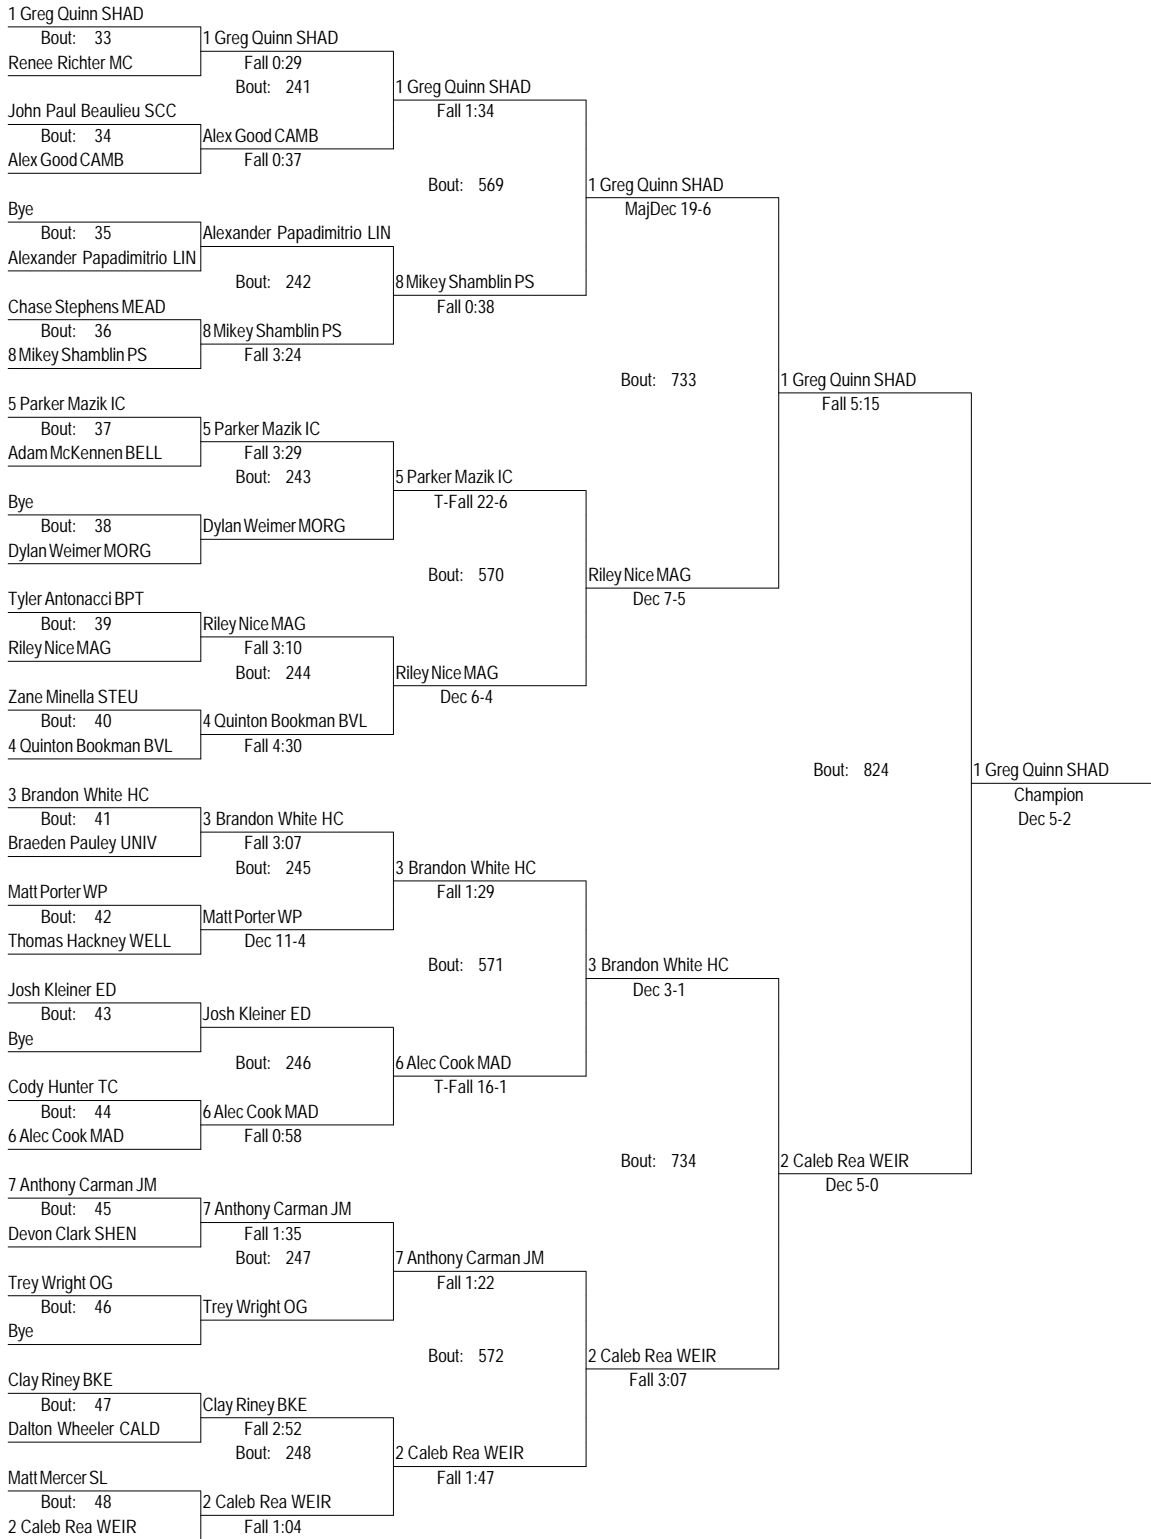 1 Greg Quinn SHAD
Bout: 33
1 Greg Quinn SHAD
Renee Richter MC
Fall 0:29
Bout: 241
1 Greg Quinn SHAD
John Paul Beaulieu SCC
Fall 1:34
Bout: 34
Alex Good CAMB
Alex Good CAMB
Fall 0:37
Bout: 569
1 Greg Quinn SHAD
Bye
MajDec 19-6
Bout: 35
Alexander Papadimitrio LIN
Alexander Papadimitrio LIN
Bout: 242
8 Mikey Shamblin PS
Chase Stephens MEAD
Fall 0:38
Bout: 36
8 Mikey Shamblin PS
8 Mikey Shamblin PS
Fall 3:24
Bout: 733
1 Greg Quinn SHAD
5 Parker Mazik IC
Fall 5:15
Bout: 37
5 Parker Mazik IC
Adam McKennen BELL
Fall 3:29
Bout: 243
5 Parker Mazik IC
Bye
T-Fall 22-6
Bout: 38
Dylan Weimer MORG
Dylan Weimer MORG
Bout: 570
Riley Nice MAG
Tyler Antonacci BPT
Dec 7-5
Bout: 39
Riley Nice MAG
Riley Nice MAG
Fall 3:10
Bout: 244
Riley Nice MAG
Zane Minella STEU
Dec 6-4
Bout: 40
4 Quinton Bookman BVL
4 Quinton Bookman BVL
Fall 4:30
Bout: 824
1 Greg Quinn SHAD
3 Brandon White HC
Champion
Bout: 41
3 Brandon White HC
Dec 5-2
Braeden Pauley UNIV
Fall 3:07
Bout: 245
3 Brandon White HC
Matt Porter WP
Fall 1:29
Bout: 42
Matt Porter WP
Thomas Hackney WELL
Dec 11-4
Bout: 571
3 Brandon White HC
Josh Kleiner ED
Dec 3-1
Bout: 43
Josh Kleiner ED
Bye
Bout: 246
6 Alec Cook MAD
Cody Hunter TC
T-Fall 16-1
Bout: 44
6 Alec Cook MAD
6 Alec Cook MAD
Fall 0:58
Bout: 734
2 Caleb Rea WEIR
7 Anthony Carman JM
Dec 5-0
Bout: 45
7 Anthony Carman JM
Devon Clark SHEN
Fall 1:35
Bout: 247
7 Anthony Carman JM
Trey Wright OG
Fall 1:22
Bout: 46
Trey Wright OG
Bye
Bout: 572
2 Caleb Rea WEIR
Clay Riney BKE
Fall 3:07
Bout: 47
Clay Riney BKE
Dalton Wheeler CALD
Fall 2:52
Bout: 248
2 Caleb Rea WEIR
Matt Mercer SL
Fall 1:47
Bout: 48
2 Caleb Rea WEIR
2 Caleb Rea WEIR
Fall 1:04